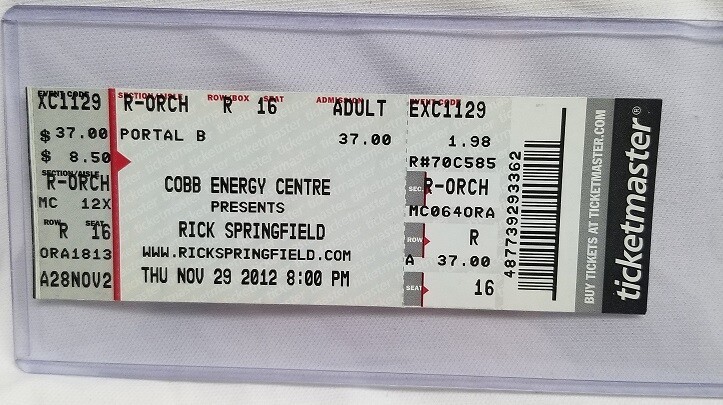 EVENT CODE
XC1129
$ 37.00
$ 8.50
SECTION/AISLE
R-ORCH
MC 12X
ROW SEAT
R 16
ORA1813
A28NOV2
SECTION/AISLE ROW/BOX SEAT ADMISSION
R-ORCH R 16 ADULT
PORTAL B 37.00
COBB ENERGY CENTRE
PRESENTS
RICK SPRINGFIELD
WWW.RICKSPRINGFIELD.COM
THU NOV 29 2012 8:00 PM
EVENT CODE
EXC1129
1.98
R#70C585
SEC. R-ORCH
MC064ORA
ROW R
A 37.00
SEAT 16
4877392933​62
BUY TICKETS AT TICKETMASTER.COM
ticketmaster®